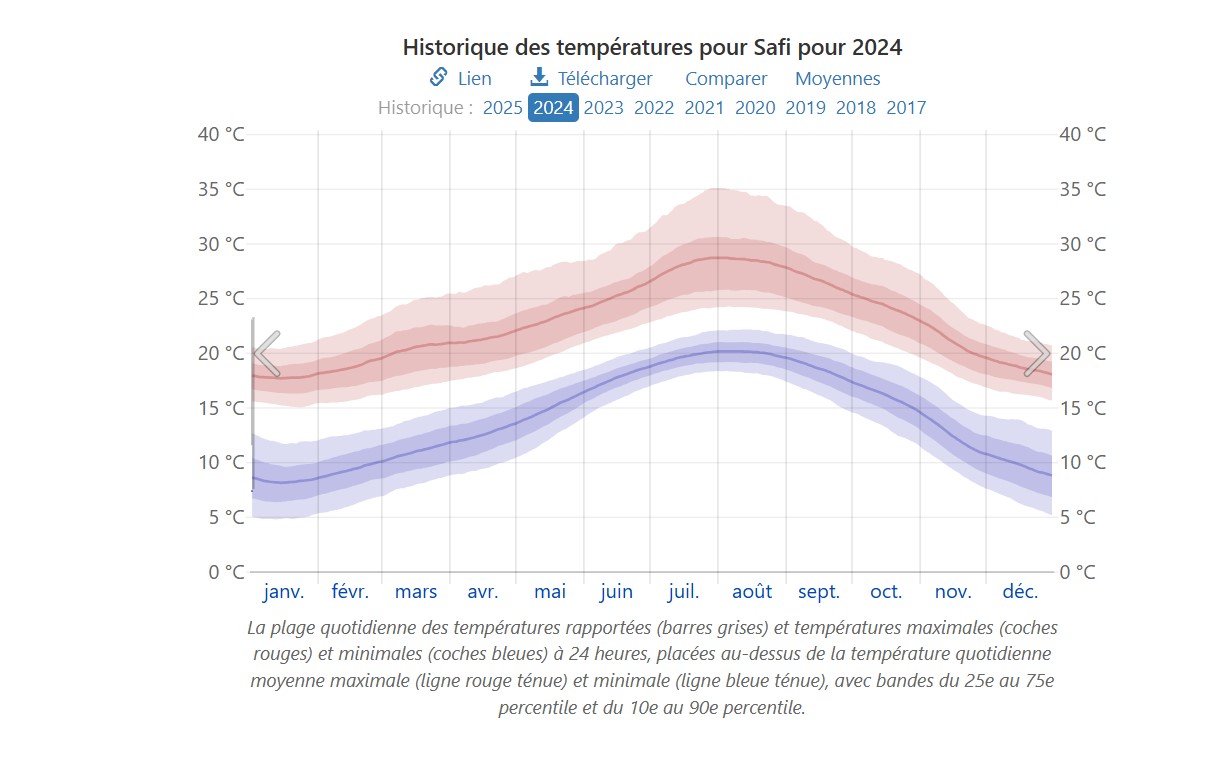 Historique des températures pour Safi pour 2024
Lien Télécharger Comparer Moyennes
Historique : 2025 2024 2023 2022 2021 2020 2019 2018 2017
40 °C 40 °C
35 °C 35 °C
30 °C 30 °C
25 °C 25 °C
20 °C 20 °C
15 °C 15 °C
10 °C 10 °C
5 °C 5 °C
0 °C 0 °C
janv. févr. mars avr. mai juin juil. août sept. oct. nov. déc.
La plage quotidienne des températures rapportées (barres grises) et températures maximales (coches
rouges) et minimales (coches bleues) à 24 heures, placées au-dessus de la température quotidienne
moyenne maximale (ligne rouge ténue) et minimale (ligne bleue ténue), avec bandes du 25e au 75e
percentile et du 10e au 90e percentile.